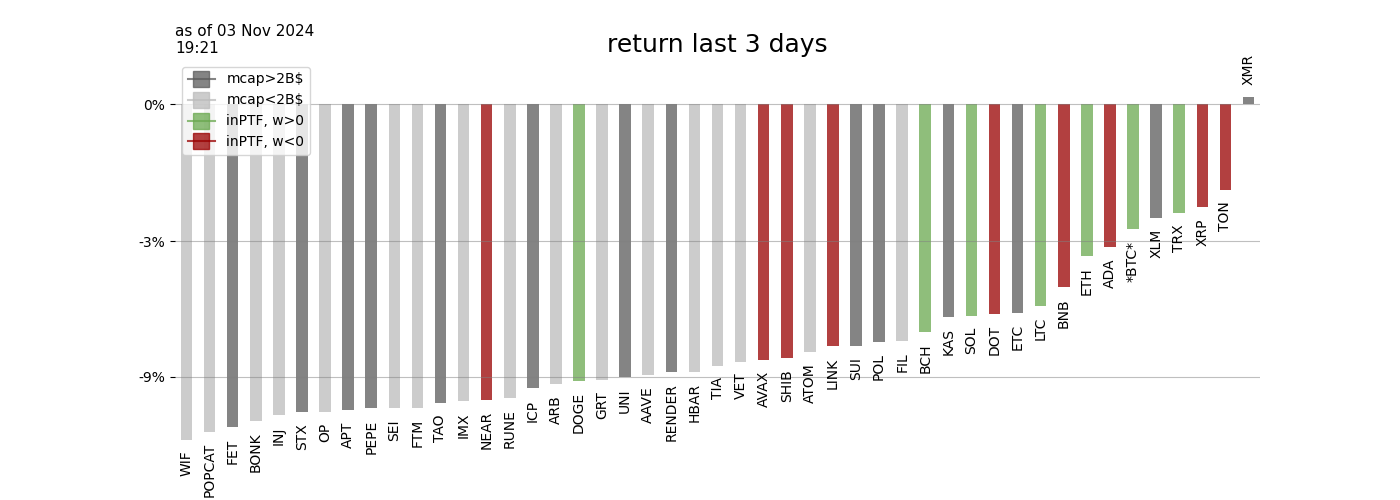 as of 03 Nov 2024
19:21
return last 3 days
mcap>2B$
mcap<2B$
inPTF, w>0
inPTF, w<0
0%
-3%
-9%
WIF
POPCAT
FET
BONK
INJ
STX
OP
APT
PEPE
SEI
FTM
TAO
IMX
NEAR
RUNE
ICP
ARB
DOGE
GRT
UNI
AAVE
RENDER
HBAR
TIA
VET
AVAX
SHIB
ATOM
LINK
SUI
POL
FIL
BCH
KAS
SOL
DOT
ETC
LTC
BNB
ETH
ADA
*BTC*
XLM
TRX
XRP
TON
XMR